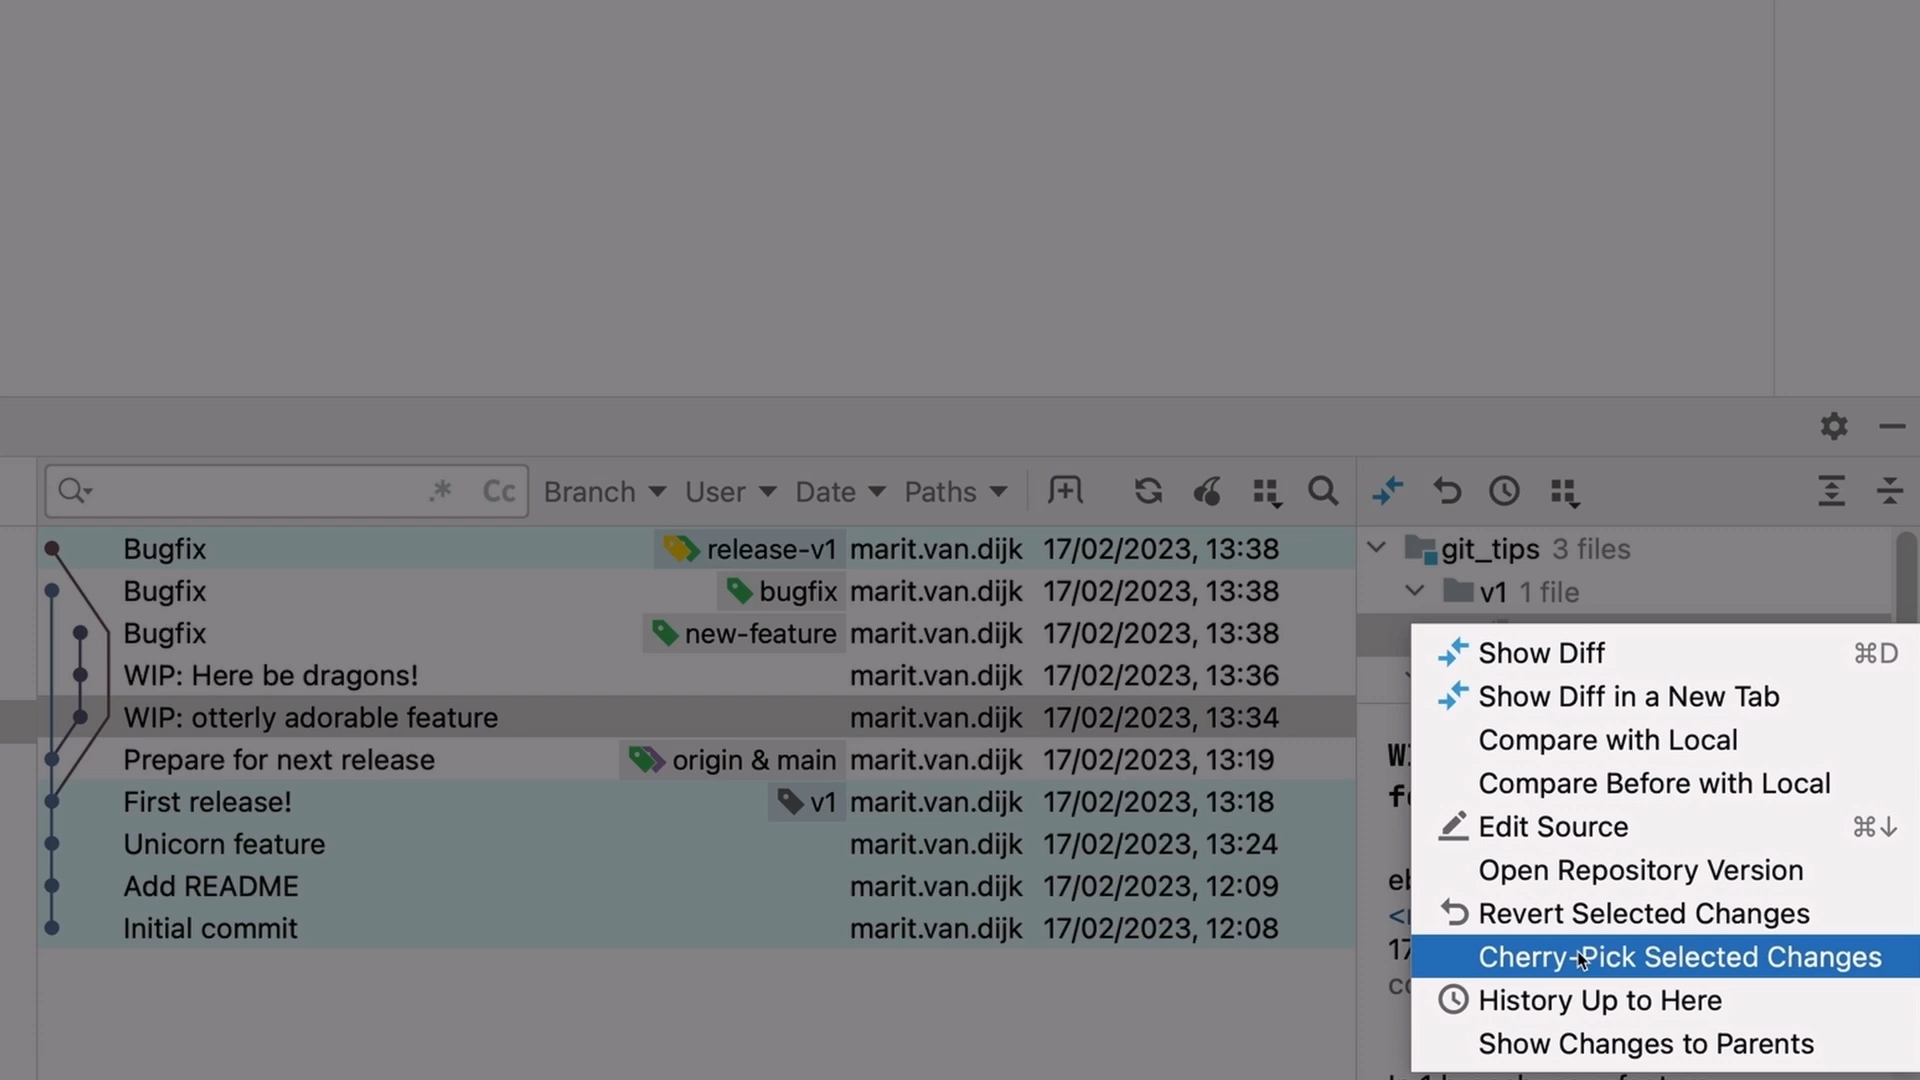 .* Cc Branch User Date Paths
Bugfix release-v1 marit.van.dijk 17/02/2023, 13:38
Bugfix bugfix marit.van.dijk 17/02/2023, 13:38
Bugfix new-feature marit.van.dijk 17/02/2023, 13:38
WIP: Here be dragons! marit.van.dijk 17/02/2023, 13:36
WIP: otterly adorable feature marit.van.dijk 17/02/2023, 13:34
Prepare for next release origin & main marit.van.dijk 17/02/2023, 13:19
First release! v1 marit.van.dijk 17/02/2023, 13:18
Unicorn feature marit.van.dijk 17/02/2023, 13:24
Add README marit.van.dijk 17/02/2023, 12:09
Initial commit marit.van.dijk 17/02/2023, 12:08
git_tips 3 files
v1 1 file
Show Diff ⌘D
Show Diff in a New Tab
Compare with Local
Compare Before with Local
Edit Source ⌘↓
Open Repository Version
Revert Selected Changes
Cherry-Pick Selected Changes
History Up to Here
Show Changes to Parents